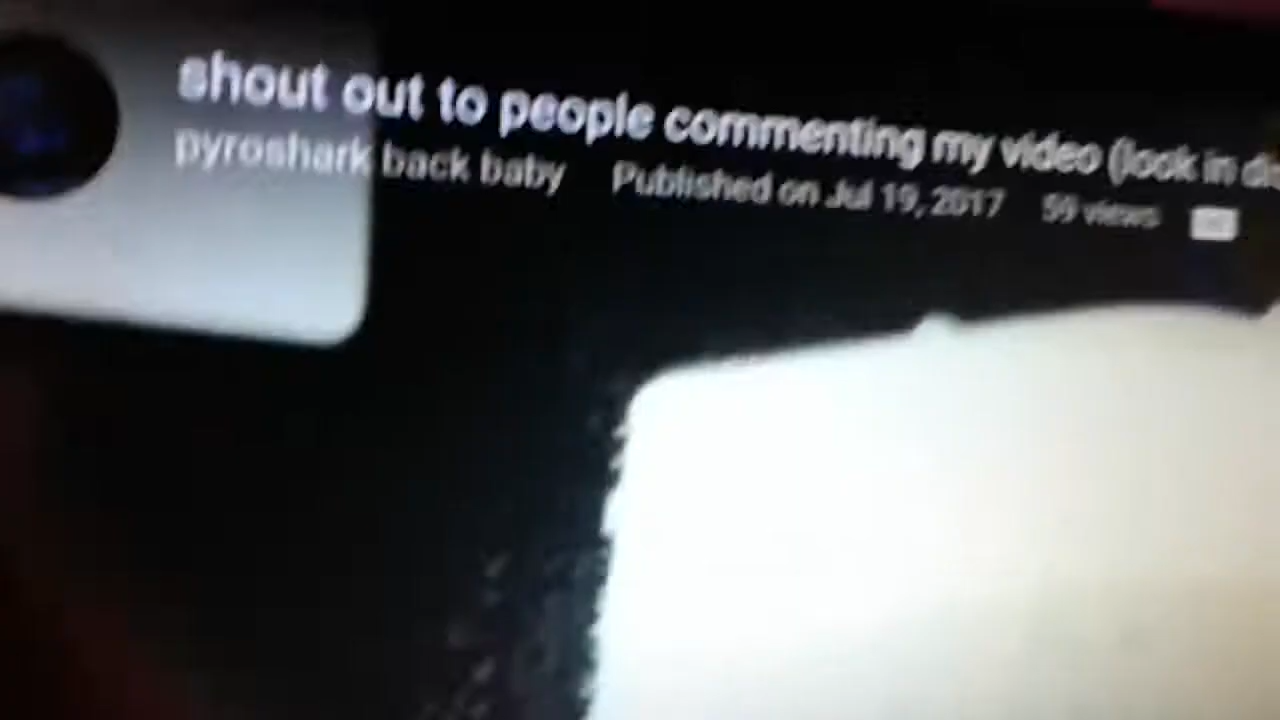 shout out to people commenting my video (look in
pyroshark back baby Published on Jul 19, 2017 59 views